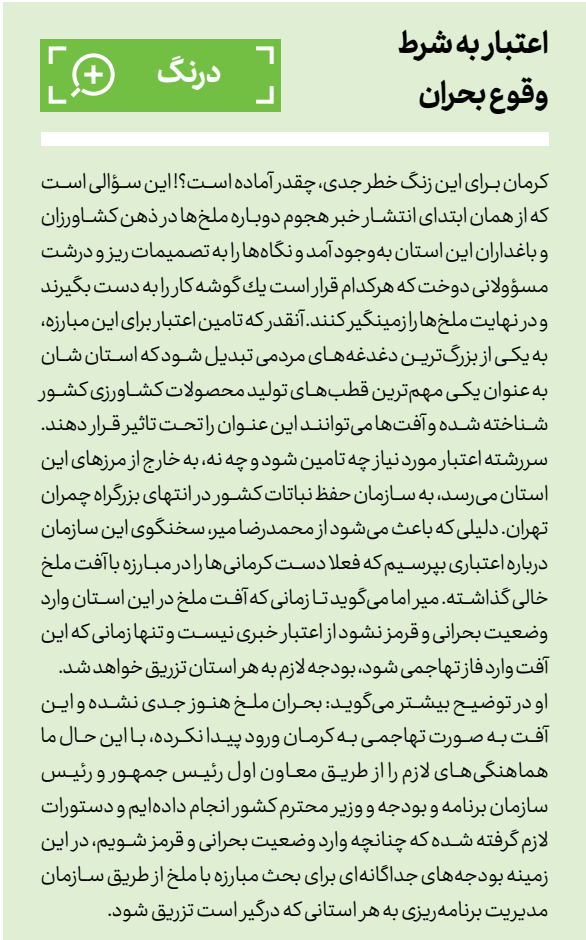 اعتبار به شرط
وقوع بحران
درنگ
کرمان برای این زنگ خطر جدی، چقدر آماده است؟! این سؤالی است
که از همان ابتدای انتشار خبر هجوم دوباره ملخ‌ها در ذهن کشاورزان
و باغداران این استان به‌وجود آمد و نگاه‌ها را به تصمیمات ریز و درشت
مسؤولانی دوخت که هرکدام قرار است یك گوشه کار را به دست بگیرند
و در نهایت ملخ‌ها را زمینگیر کنند. آنقدر که تامین اعتبار برای این مبارزه،
به یکی از بزرگ‌ترین دغدغه‌های مردمی تبدیل شود که استان شان
به عنوان یکی مهم‌ترین قطب‌های تولید محصولات کشاورزی کشور
شناخته شده و آفت‌ها می‌توانند این عنوان را تحت تاثیر قرار دهند.
سررشته اعتبار مورد نیاز چه تامین شود و چه نه، به خارج از مرزهای این
استان می‌رسد، به سازمان حفظ نباتات کشور در انتهای بزرگراه چمران
تهران. دلیلی که باعث می‌شود از محمدرضا میر، سخنگوی این سازمان
درباره اعتباری بپرسیم که فعلا دست کرمانی‌ها را در مبارزه با آفت ملخ
خالی گذاشته. میر اما می‌گوید تا زمانی که آفت ملخ در این استان وارد
وضعیت بحرانی و قرمز نشود از اعتبار خبری نیست و تنها زمانی که این
آفت وارد فاز تهاجمی شود، بودجه لازم به هر استان تزریق خواهد شد.
او در توضیح بیشتر می‌گوید: بحران ملخ هنوز جدی نشده و این
آفت به صورت تهاجمی به کرمان ورود پیدا نکرده، با این حال ما
هماهنگی‌های لازم را از طریق معاون اول رئیس جمهور و رئیس
سازمان برنامه و بودجه و وزیر محترم کشور انجام داده‌ایم و دستورات
لازم گرفته شده که چنانچه وارد وضعیت بحرانی و قرمز شویم، در این
زمینه بودجه‌های جداگانه‌ای برای بحث مبارزه با ملخ از طریق سازمان
مدیریت برنامه‌ریزی به هر استانی که درگیر است تزریق شود.